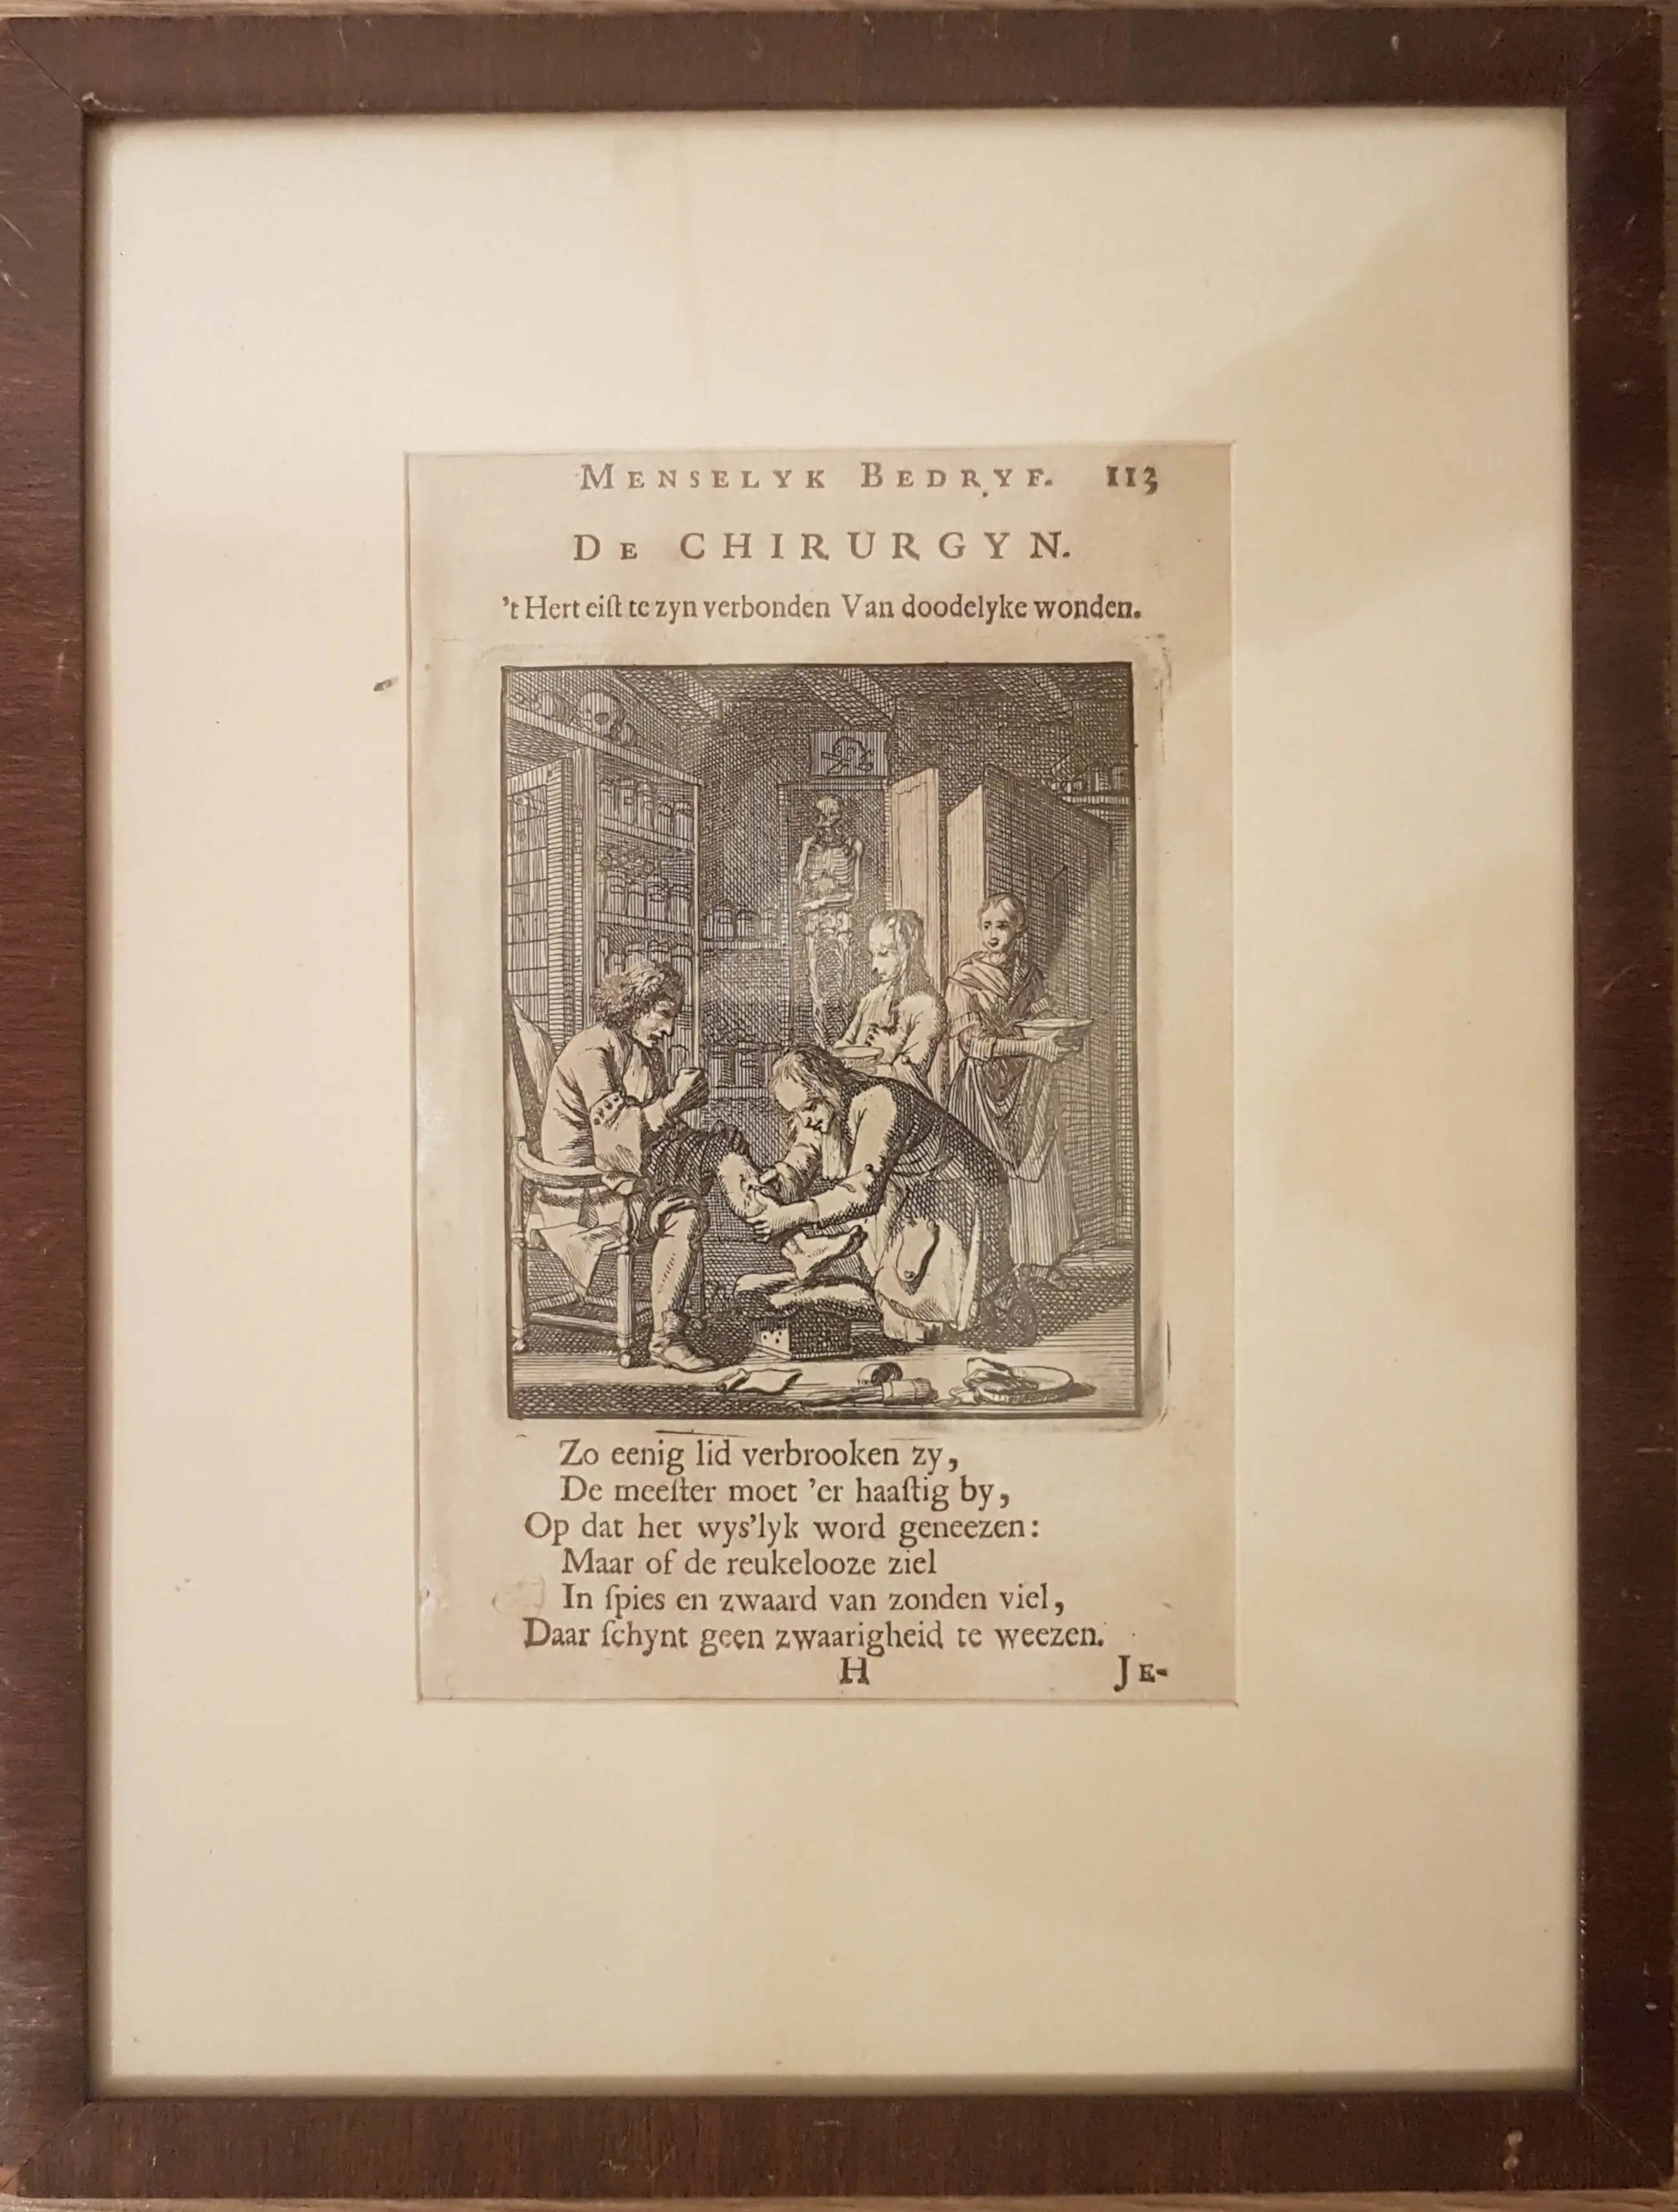 MENSELYK BEDRYF. 113
DE CHIRURGYN.
't Hert eiſt te zyn verbonden Van doodelyke wonden.
Zo eenig lid verbrooken zy,
De meeſter moet 'er haaſtig by,
Op dat het wys'lyk word geneezen:
Maar of de reukelooze ziel
In ſpies en zwaard van zonden viel,
Daar ſchynt geen zwaarigheid te weezen.
H JE-